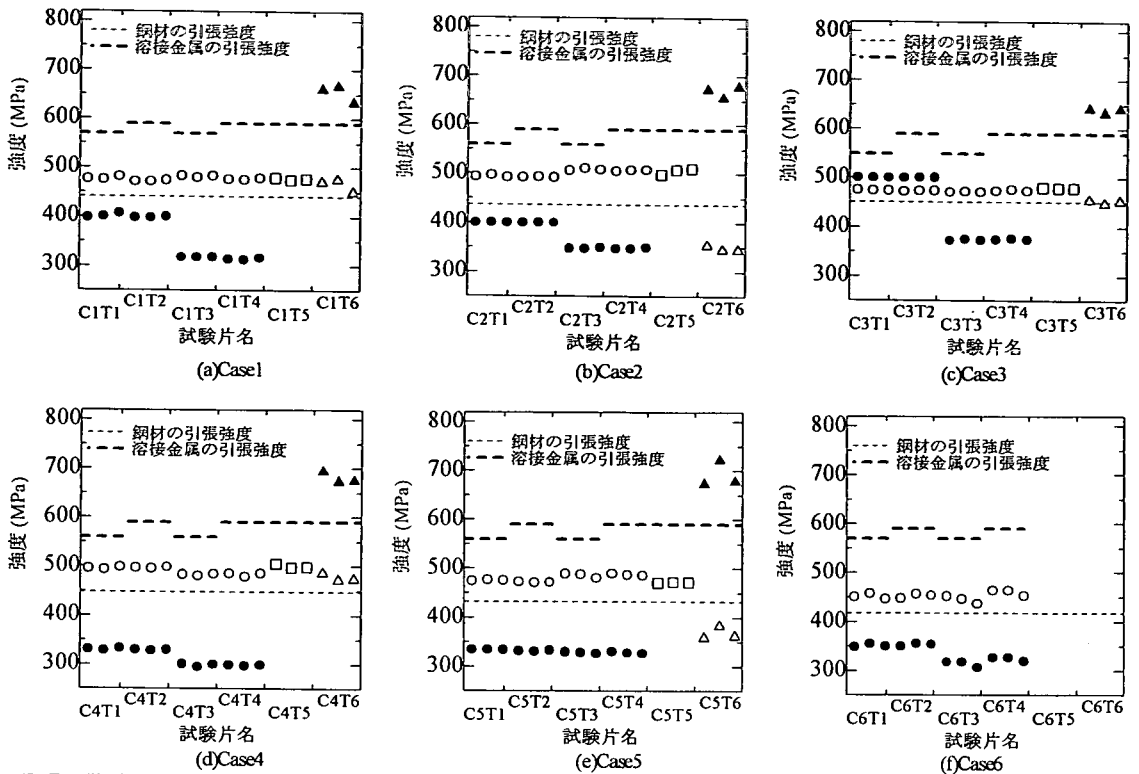 800
700
600
500
400
300
強度 (MPa)
鋼材の引張強度
溶接金属の引張強度
C1T1
C1T2
C1T3
C1T4
C1T5
C1T6
試験片名
(a)Case1
800
700
600
500
400
300
強度 (MPa)
鋼材の引張強度
溶接金属の引張強度
C2T1
C2T2
C2T3
C2T4
C2T5
C2T6
試験片名
(b)Case2
800
700
600
500
400
300
強度 (MPa)
鋼材の引張強度
溶接金属の引張強度
C3T1
C3T2
C3T3
C3T4
C3T5
C3T6
試験片名
(c)Case3
800
700
600
500
400
300
強度 (MPa)
鋼材の引張強度
溶接金属の引張強度
C4T1
C4T2
C4T3
C4T4
C4T5
C4T6
試験片名
(d)Case4
800
700
600
500
400
300
強度 (MPa)
鋼材の引張強度
溶接金属の引張強度
C5T1
C5T2
C5T3
C5T4
C5T5
C5T6
試験片名
(e)Case5
800
700
600
500
400
300
強度 (MPa)
鋼材の引張強度
溶接金属の引張強度
C6T1
C6T2
C6T3
C6T4
C6T5
C6T6
試験片名
(f)Case6